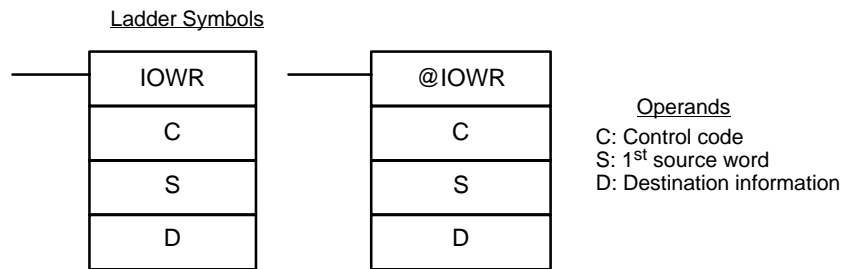 Ladder Symbols
IOWR
C
S
D
@IOWR
C
S
D
Operands
C: Control code
S: 1st source word
D: Destination information